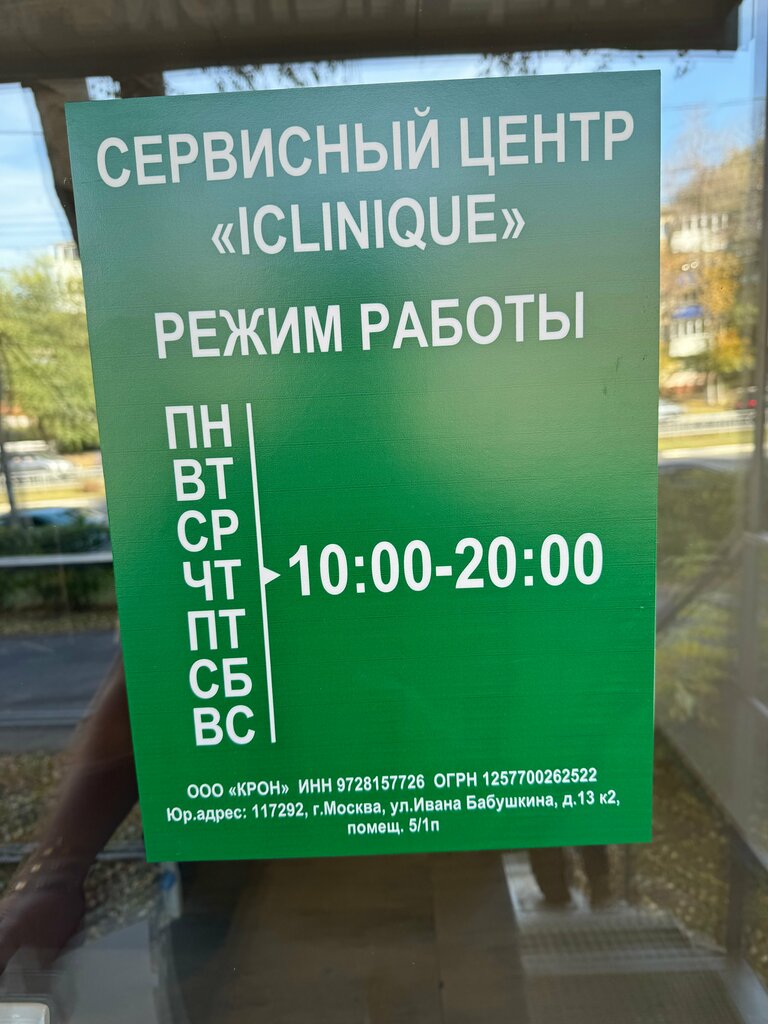 СЕРВИСНЫЙ ЦЕНТР
«ICLINIQUE»
РЕЖИМ РАБОТЫ
ПН
ВТ
СР
ЧТ
ПТ
СБ
ВС
10:00-20:00
ООО «КРОН» ИНН 9728157726 ОГРН 1257700262522
Юр.адрес: 117292, г.Москва, ул.Ивана Бабушкина, д.13 к2,
помещ. 5/1п